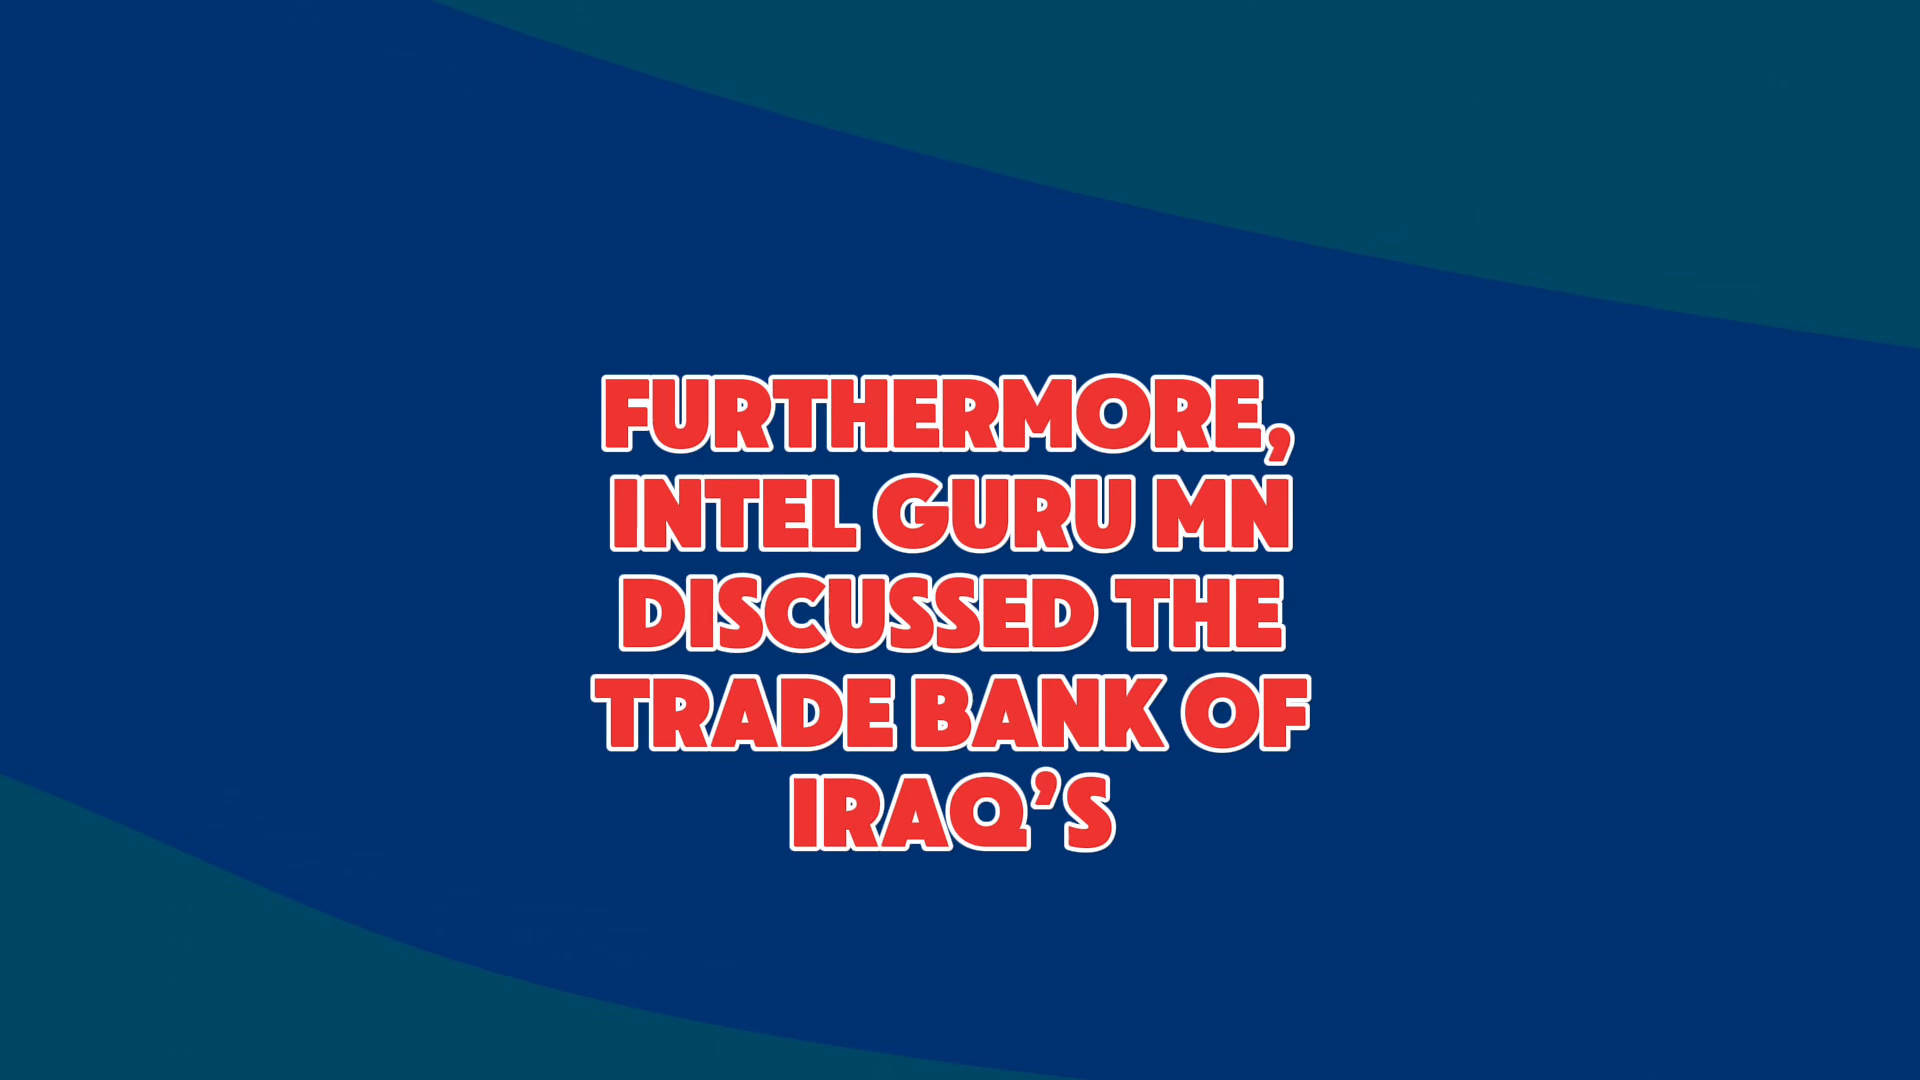 FURTHERMORE,
INTEL GURU MN
DISCUSSED THE
TRADE BANK OF
IRAQ’S